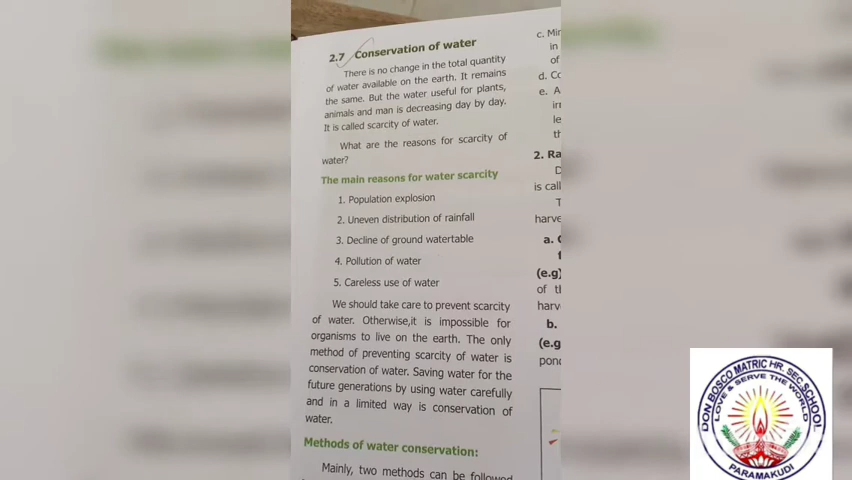 2.7 Conservation of water
There is no change in the total quantity
of water available on the earth. It remains
the same. But the water useful for plants,
animals and man is decreasing day by day.
It is called scarcity of water.
What are the reasons for scarcity of
water?
The main reasons for water scarcity
1. Population explosion
2. Uneven distribution of rainfall
3. Decline of ground watertable
4. Pollution of water
5. Careless use of water
We should take care to prevent scarcity
of water. Otherwise,it is impossible for
organisms to live on the earth. The only
method of preventing scarcity of water is
conservation of water. Saving water for the
future generations by using water carefully
and in a limited way is conservation of
water.
Methods of water conservation:
Mainly, two methods can be followed
c.
in
of
d.
e.
2.
is
a.
(e.g)
of
b.
DON BOSCO MATRIC HR. SEC. SCHOOL
LOVE & SERVE THE WORLD
PARAMAKUDI